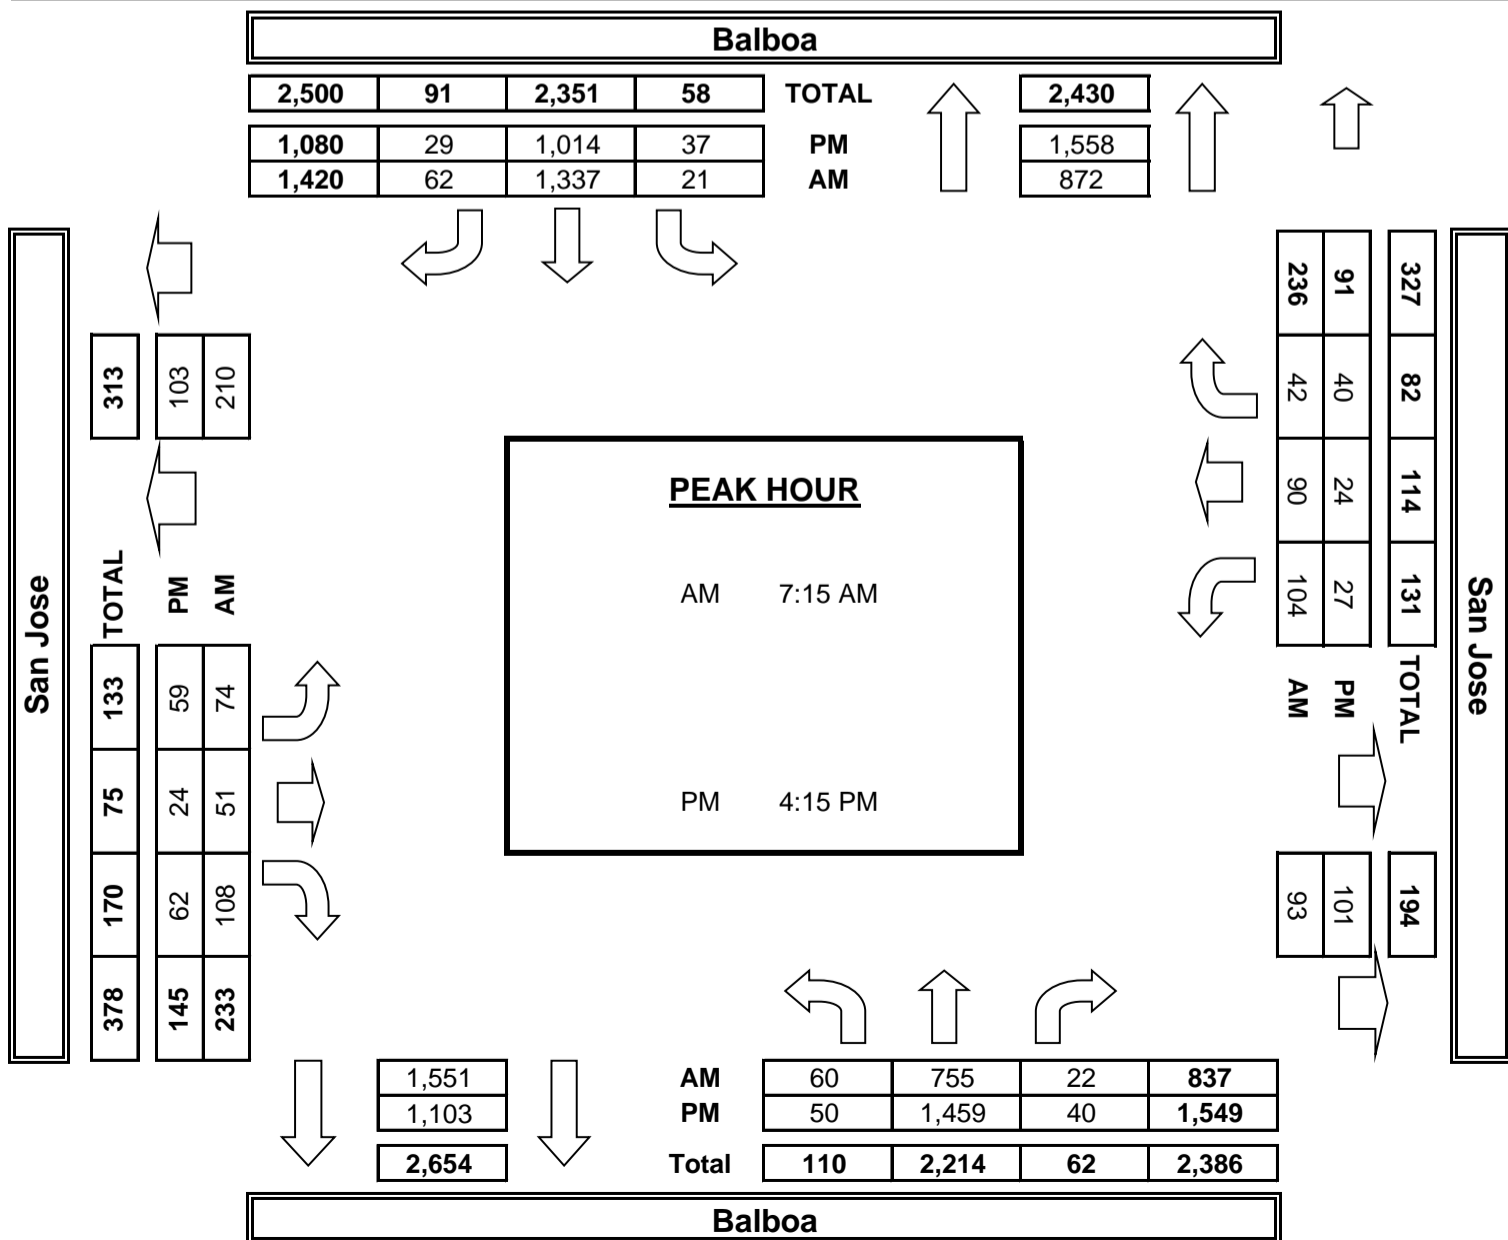 Balboa
2,500 91 2,351 58 TOTAL 2,430
1,080 29 1,014 37 PM 1,558
1,420 62 1,337 21 AM 872
San Jose
313 103 210
TOTAL PM AM
133 59 74
75 24 51
170 62 108
378 145 233
PEAK HOUR
AM 7:15 AM
PM 4:15 PM
236 91 327
42 40 82
90 24 114
104 27 131
AM PM TOTAL
93 101 194
San Jose
1,551 AM 60 755 22 837
1,103 PM 50 1,459 40 1,549
2,654 Total 110 2,214 62 2,386
Balboa